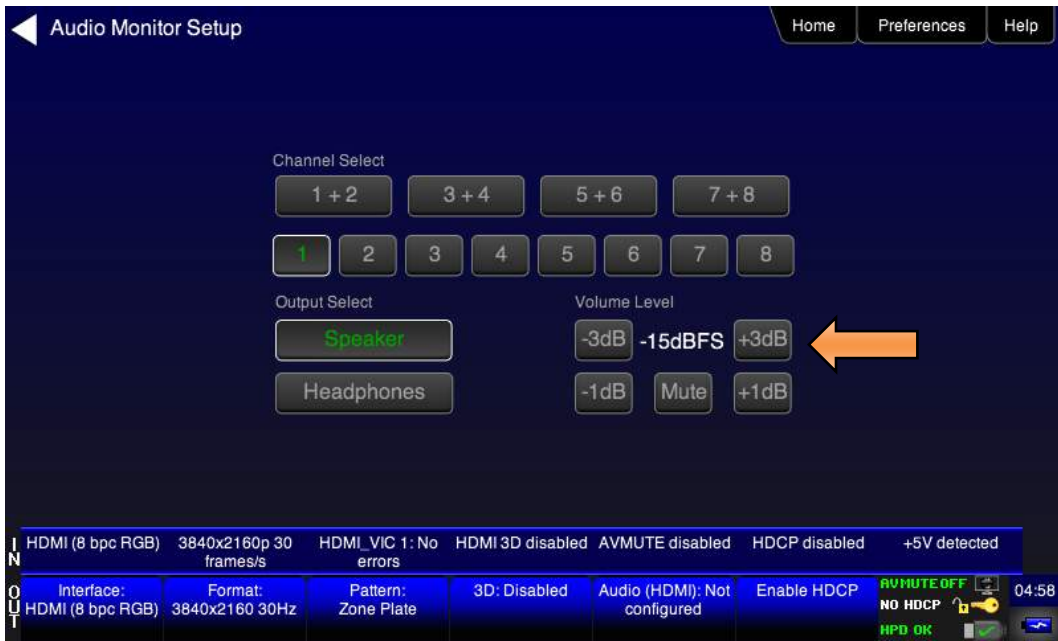 Audio Monitor Setup
Home
Preferences
Help
Channel Select
1 + 2
3 + 4
5 + 6
7 + 8
1
2
3
4
5
6
7
8
Output Select
Volume Level
Speaker
-3dB
-15dBFS
+3dB
Headphones
-1dB
Mute
+1dB
IN
HDMI (8 bpc RGB)
3840x2160p 30
frames/s
HDMI_VIC 1: No
errors
HDMI 3D disabled
AVMUTE disabled
HDCP disabled
+5V detected
OUT
Interface:
HDMI (8 bpc RGB)
Format:
3840x2160 30Hz
Pattern:
Zone Plate
3D: Disabled
Audio (HDMI): Not
configured
Enable HDCP
AVMUTE OFF
NO HDCP
HPD OK
04:58